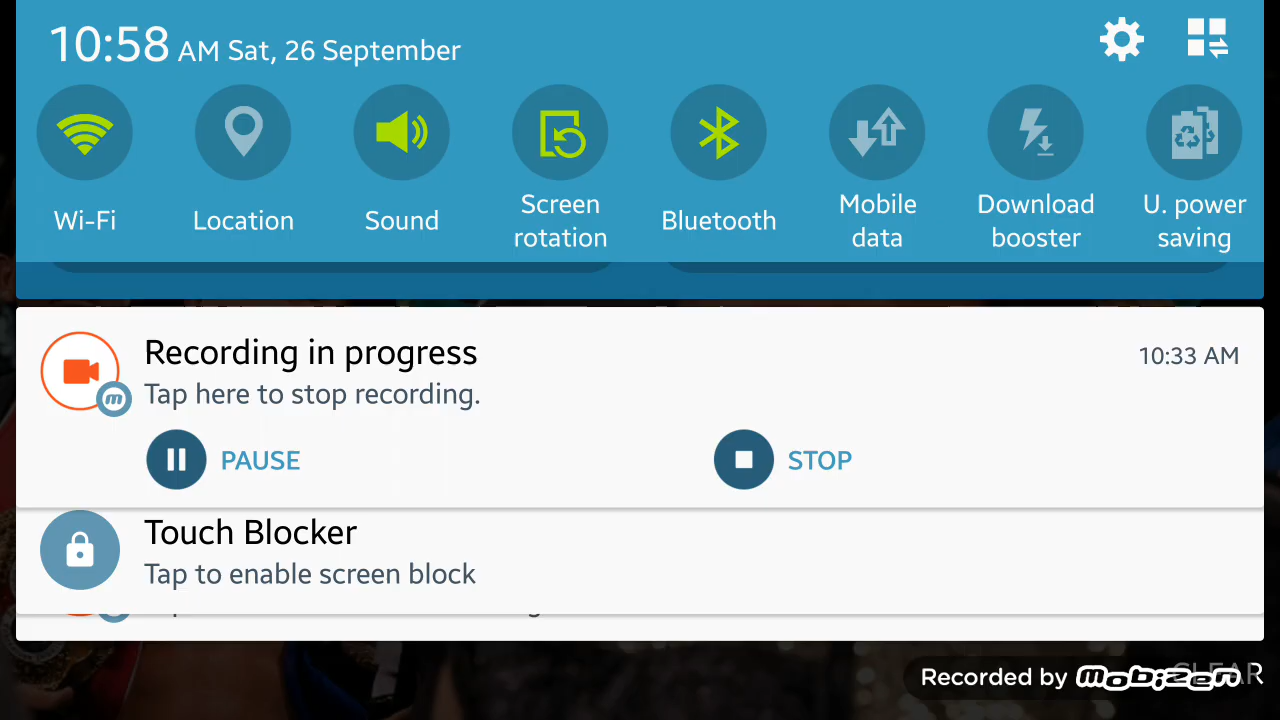 10:58 AM Sat, 26 September
Wi-Fi
Location
Sound
Screen
rotation
Bluetooth
Mobile
data
Download
booster
U. power
saving
Recording in progress
10:33 AM
Tap here to stop recording.
PAUSE
STOP
Touch Blocker
Tap to enable screen block
CLEAR
Recorded by mobizen